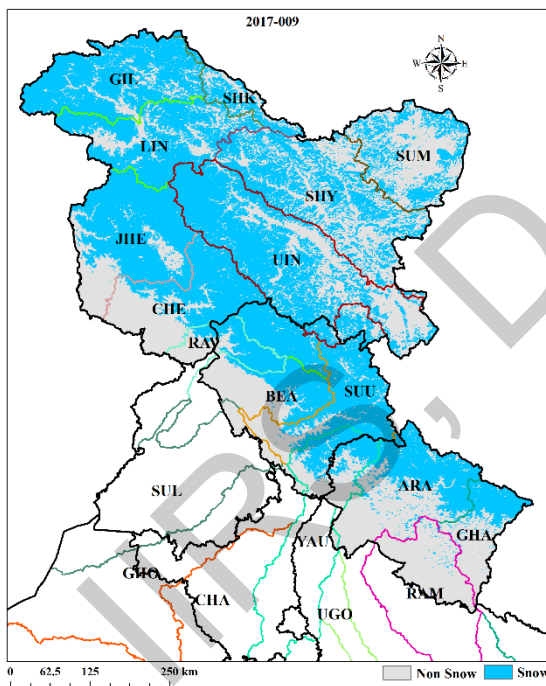 2017-009
N
W E
S
GIL
SHK
LIN
SUM
SHY
JHE
UIN
CHE
RAV
BEA
SUU
ARA
SUL
GHA
YAU
GHO
CHA
UGO
RAM
0 62.5 125 250 km
Non Snow Snow
IIRS, D